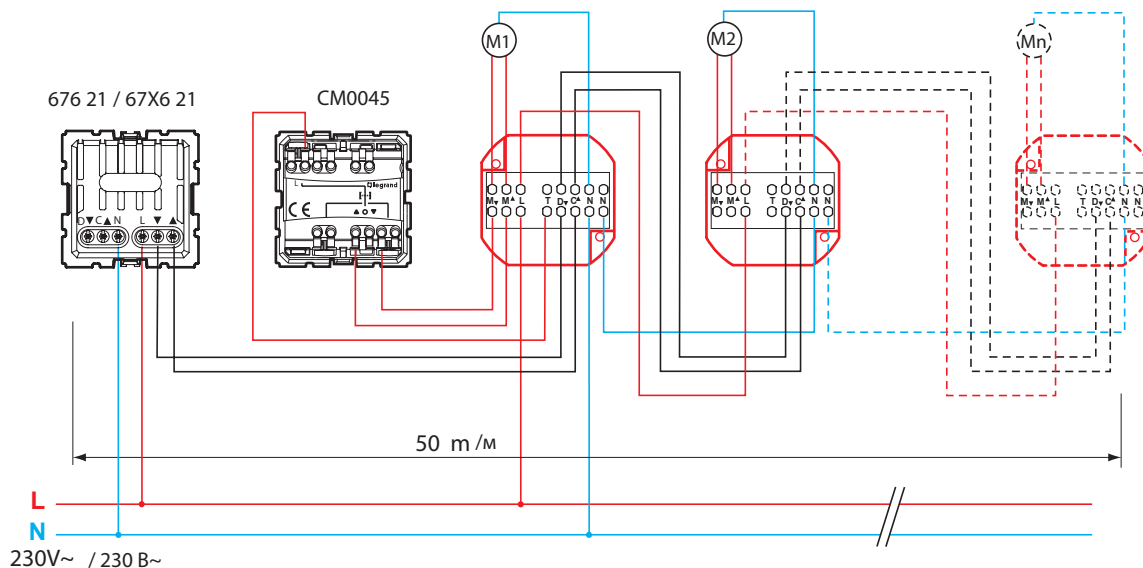 M1
M2
Mn
676 21 / 67X6 21
CM0045
L
legrand
CE
▲ o ▼
D▼C▲N L ▼ ▲
M▼ M▲ L T D▼ C▲ N N
M▼ M▲ L T D▼ C▲ N N
M▼ M▲ L T D▼ C▲ N N
50 m /м
L
N
230V~ / 230 В~